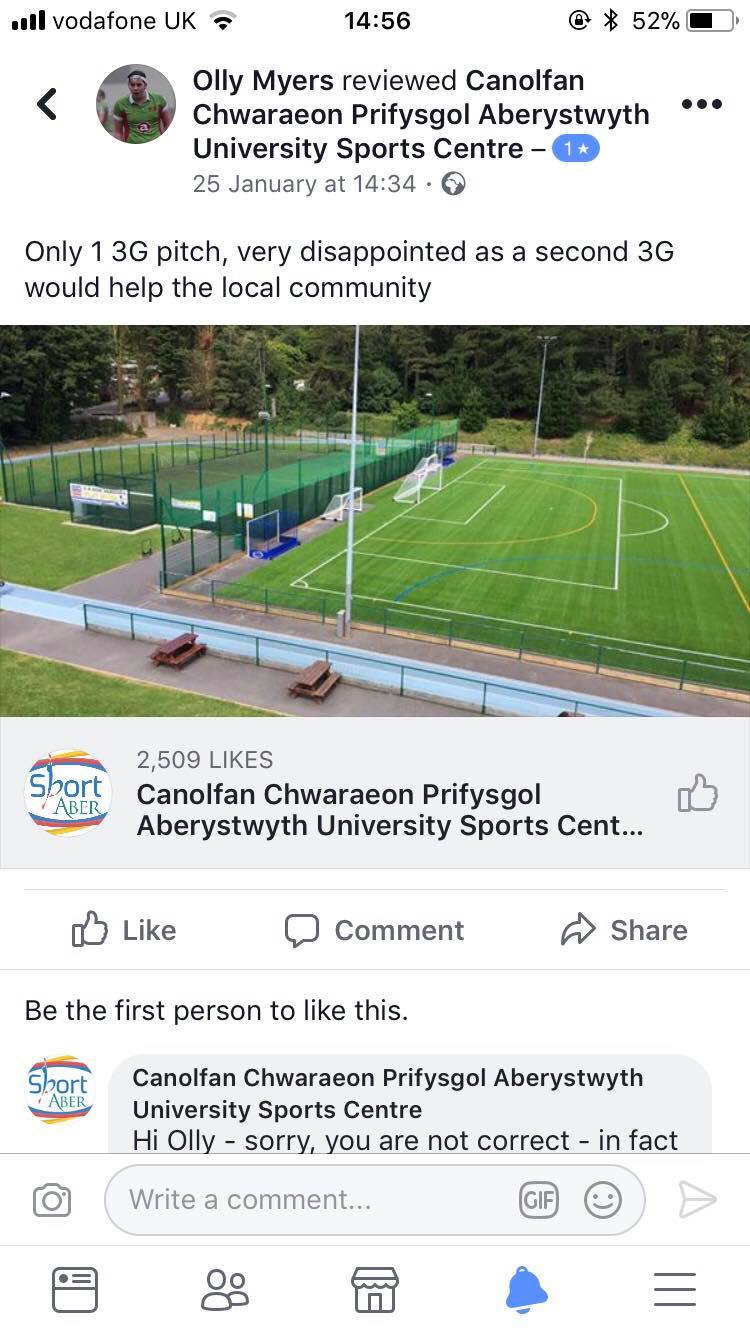 vodafone UK 14:56 52%
Olly Myers reviewed Canolfan
Chwaraeon Prifysgol Aberystwyth
University Sports Centre – 1★
25 January at 14:34 ·
Only 1 3G pitch, very disappointed as a second 3G
would help the local community
2,509 LIKES
Sport
ABER
Canolfan Chwaraeon Prifysgol
Aberystwyth University Sports Cent...
Like Comment Share
Be the first person to like this.
Sport
ABER
Canolfan Chwaraeon Prifysgol Aberystwyth
University Sports Centre
Hi Olly - sorry, you are not correct - in fact
Write a comment... GIF